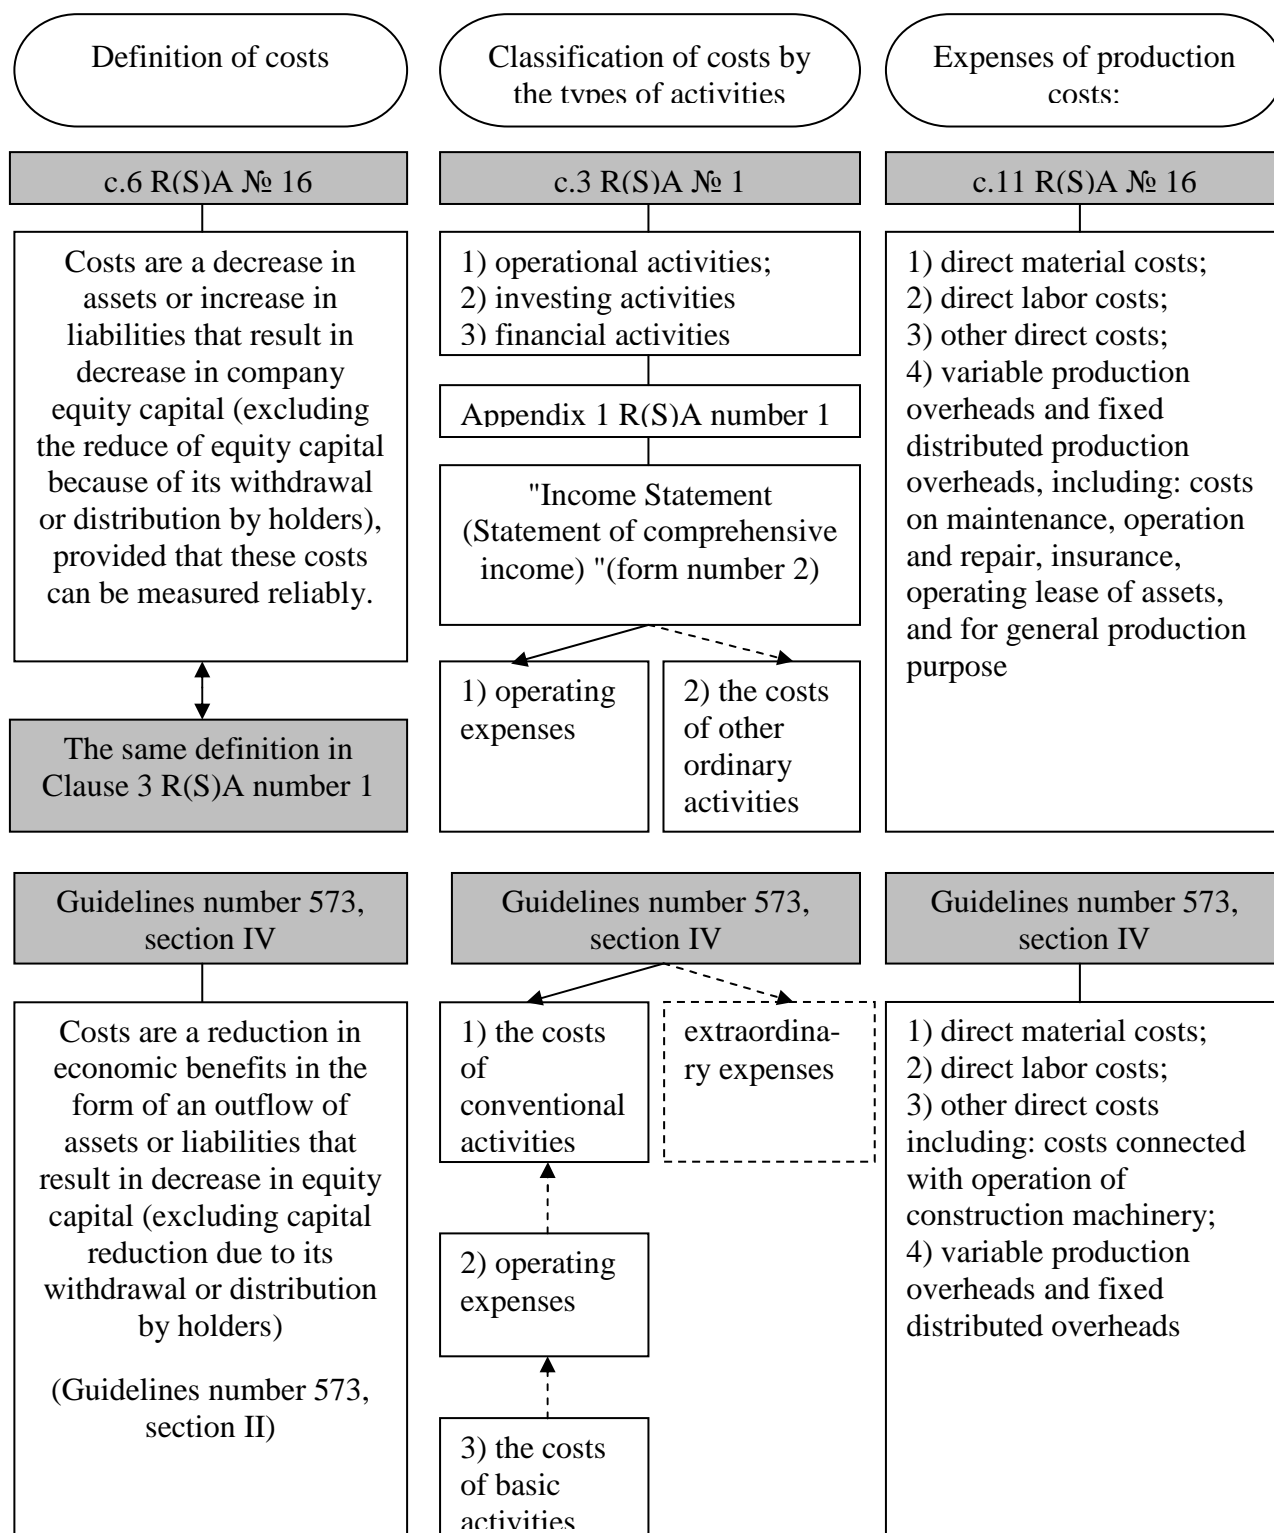 Definition of costs
Classification of costs by
the types of activities
Expenses of production
costs:
c.6 R(S)A № 16
c.3 R(S)A № 1
c.11 R(S)A № 16
Costs are a decrease in
assets or increase in
liabilities that result in
decrease in company
equity capital (excluding
the reduce of equity capital
because of its withdrawal
or distribution by holders),
provided that these costs
can be measured reliably.
The same definition in
Clause 3 R(S)A number 1
1) operational activities;
2) investing activities
3) financial activities
Appendix 1 R(S)A number 1
"Income Statement
(Statement of comprehensive
income) "(form number 2)
1) operating
expenses
2) the costs
of other
ordinary
activities
1) direct material costs;
2) direct labor costs;
3) other direct costs;
4) variable production
overheads and fixed
distributed production
overheads, including: costs
on maintenance, operation
and repair, insurance,
operating lease of assets,
and for general production
purpose
Guidelines number 573,
section IV
Guidelines number 573,
section IV
Guidelines number 573,
section IV
Costs are a reduction in
economic benefits in the
form of an outflow of
assets or liabilities that
result in decrease in equity
capital (excluding capital
reduction due to its
withdrawal or distribution
by holders)
(Guidelines number 573,
section II)
1) the costs
of
conventional
activities
extraordina-
ry expenses
2) operating
expenses
3) the costs
of basic
activities
1) direct material costs;
2) direct labor costs;
3) other direct costs
including: costs connected
with operation of
construction machinery;
4) variable production
overheads and fixed
distributed overheads